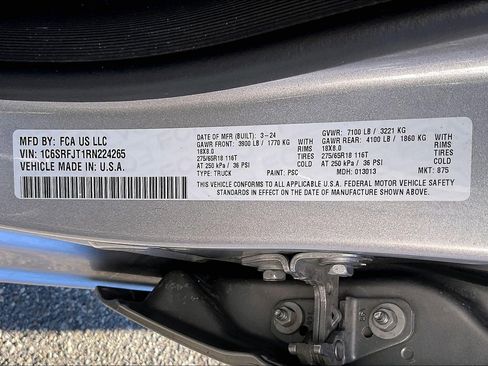 MFD BY: FCA US LLC
VIN: 1C6SRFJT1RN224265
VEHICLE MADE IN: U.S.A.
DATE OF MFR (BUILT): 3-24 GVWR: 7100 LB / 3221 KG
GAWR FRONT: 3900 LB / 1770 KG WITH GAWR REAR: 4100 LB / 1860 KG WITH
18X8.0 RIMS 18X8.0 RIMS
275/65R18 116T TIRES 275/65R18 116T TIRES
AT 250 kPa / 36 PSI COLD AT 250 kPa / 36 PSI COLD
TYPE: TRUCK PAINT: PSC MDH: 013013 MKT: 875
THIS VEHICLE CONFORMS TO ALL APPLICABLE U.S.A. FEDERAL MOTOR VEHICLE SAFETY
STANDARDS IN EFFECT ON THE DATE OF MANUFACTURE SHOWN ABOVE.